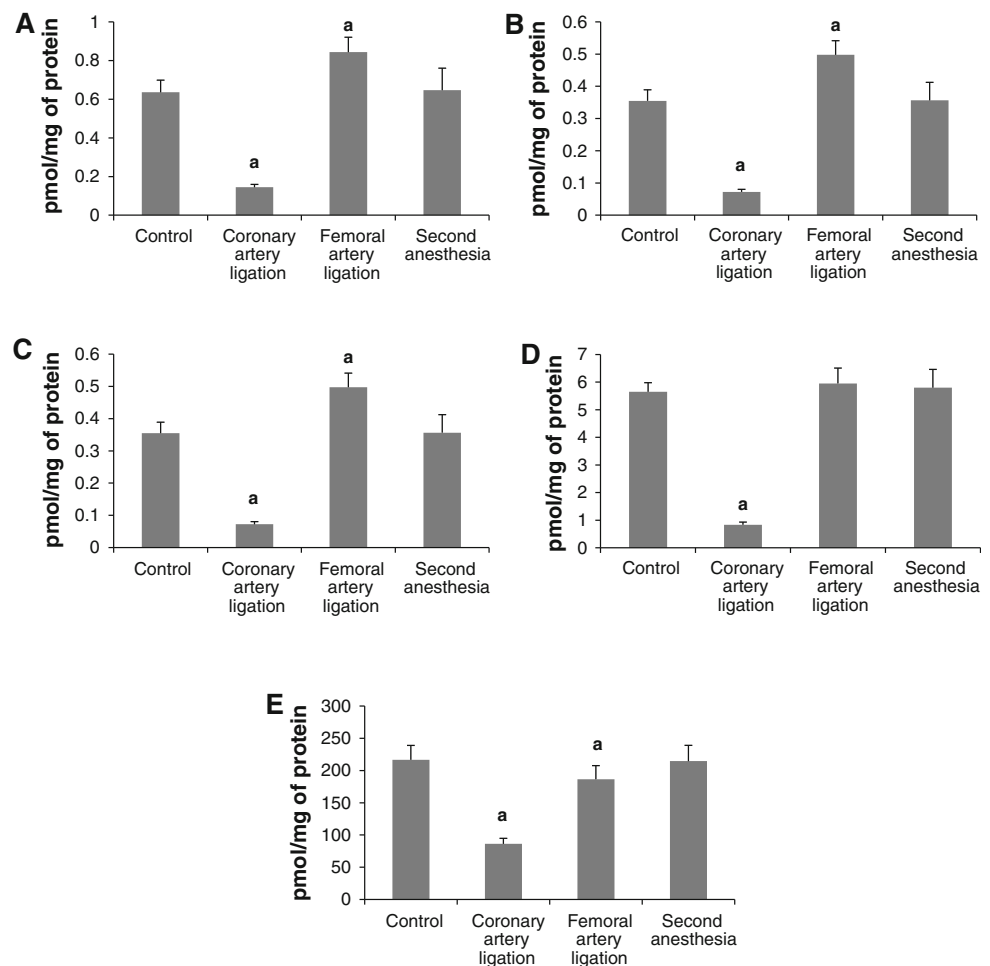 A
pmol/mg of protein
1
0.8
0.6
0.4
0.2
0
a
a
Control
Coronary artery ligation
Femoral artery ligation
Second anesthesia
B
pmol/mg of protein
0.6
0.5
0.4
0.3
0.2
0.1
0
a
a
Control
Coronary artery ligation
Femoral artery ligation
Second anesthesia
C
pmol/mg of protein
0.6
0.5
0.4
0.3
0.2
0.1
0
a
a
Control
Coronary artery ligation
Femoral artery ligation
Second anesthesia
D
pmol/mg of protein
7
6
5
4
3
2
1
0
a
Control
Coronary artery ligation
Femoral artery ligation
Second anesthesia
E
pmol/mg of protein
300
250
200
150
100
50
0
a
a
Control
Coronary artery ligation
Femoral artery ligation
Second anesthesia